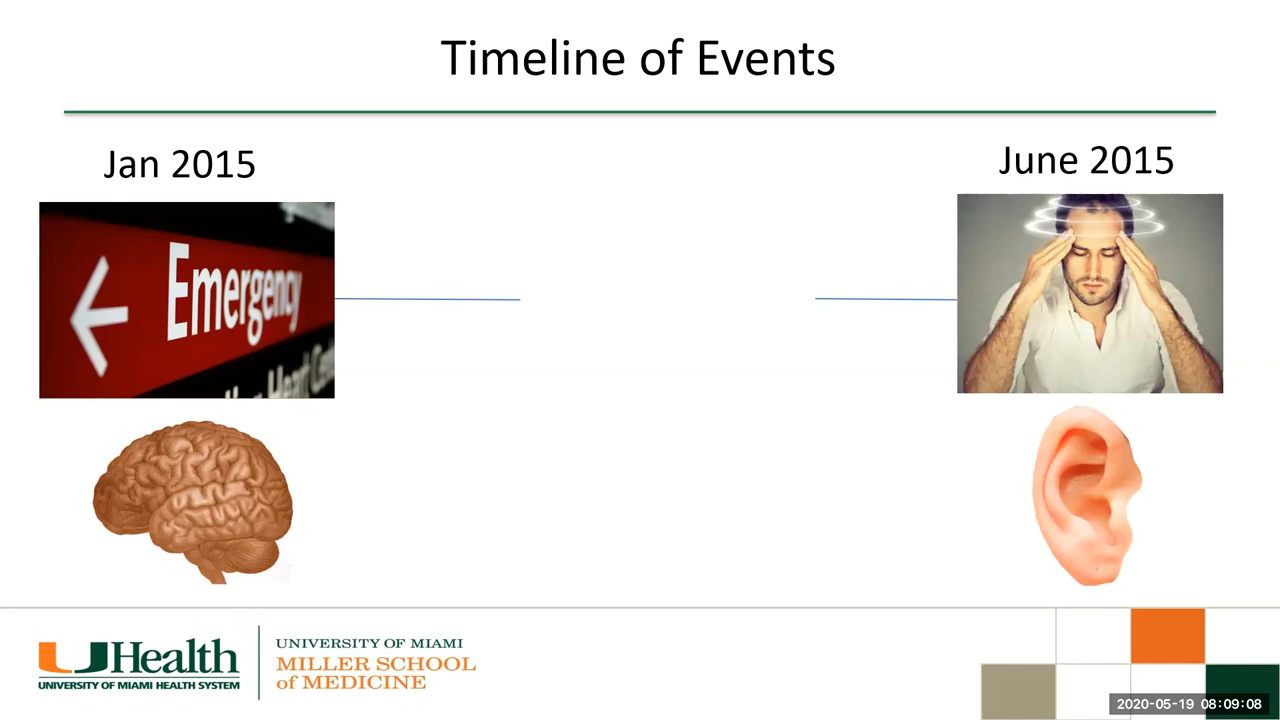 Timeline of Events
Jan 2015
June 2015
Emergency
UHealth
UNIVERSITY OF MIAMI HEALTH SYSTEM
UNIVERSITY OF MIAMI
MILLER SCHOOL
of MEDICINE
2020-05-19 08:09:08